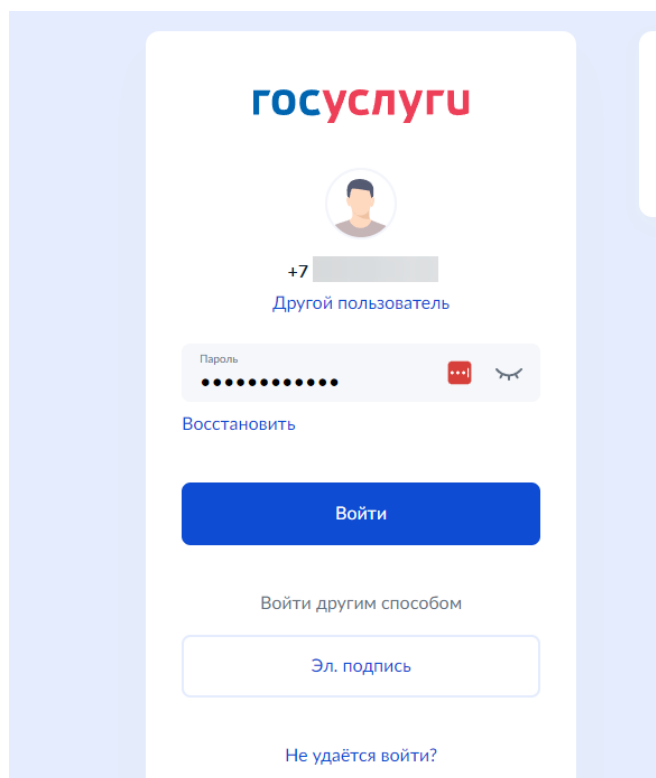 госуслуги
+7
Другой пользователь
Пароль
••••••••••••
Восстановить
Войти
Войти другим способом
Эл. подпись
Не удаётся войти?